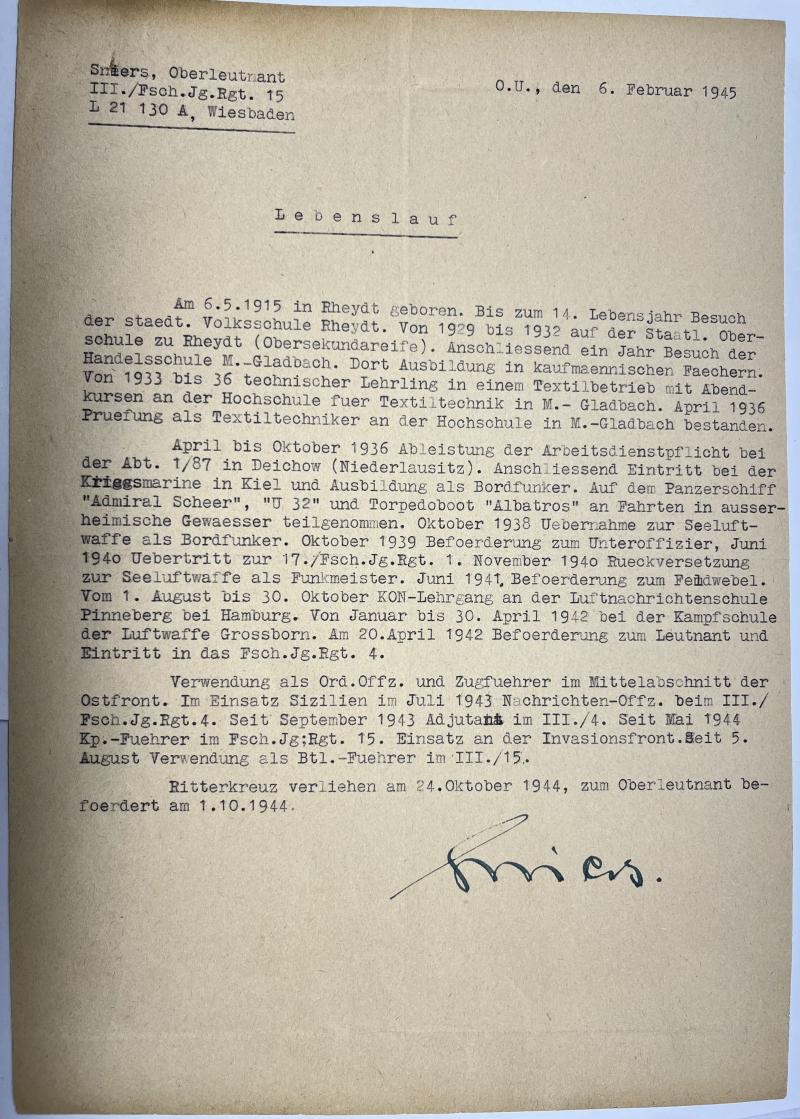 Sniers, Oberleutnant
III./Fsch.Jg.Rgt. 15
L 21 130 A, Wiesbaden
O.U., den 6. Februar 1945
Lebenslauf
Am 6.5.1915 in Rheydt geboren. Bis zum 14. Lebensjahr Besuch
der staedt. Volksschule Rheydt. Von 1929 bis 1932 auf der Staatl. Ober-
schule zu Rheydt (Obersekundareife). Anschliessend ein Jahr Besuch der
Handelsschule M.-Gladbach. Dort Ausbildung in kaufmaennischen Faechern.
Von 1933 bis 36 technischer Lehrling in einem Textilbetrieb mit Abend-
kursen an der Hochschule fuer Textiltechnik in M.- Gladbach. April 1936
Pruefung als Textiltechniker an der Hochschule in M.-Gladbach bestanden.
April bis Oktober 1936 Ableistung der Arbeitsdienstpflicht bei
der Abt. 1/87 in Deichow (Niederlausitz). Anschliessend Eintritt bei der
Kriegsmarine in Kiel und Ausbildung als Bordfunker. Auf dem Panzerschiff
"Admiral Scheer", "U 32" und Torpedoboot "Albatros" an Fahrten in ausser-
heimische Gewaesser teilgenommen. Oktober 1938 Uebernahme zur Seeluft-
waffe als Bordfunker. Oktober 1939 Befoerderung zum Unteroffizier, Juni
194o Uebertritt zur 17./Fsch.Jg.Rgt. 1. November 194o Rueckversetzung
zur Seeluftwaffe als Funkmeister. Juni 1941, Befoerderung zum Feldwebel.
Vom 1. August bis 30. Oktober KON-Lehrgang an der Luftnachrichtenschule
Pinneberg bei Hamburg. Von Januar bis 30. April 1942 bei der Kampfschule
der Luftwaffe Grossborn. Am 20.April 1942 Befoerderung zum Leutnant und
Eintritt in das Fsch.Jg.Rgt. 4.
Verwendung als Ord.Offz. und Zugfuehrer im Mittelabschnitt der
Ostfront. Im Einsatz Sizilien im Juli 1943 Nachrichten-Offz. beim III./
Fsch.Jg.Rgt.4. Seit September 1943 Adjutant im III./4. Seit Mai 1944
Kp.-Fuehrer im Fsch.Jg;Rgt. 15. Einsatz an der Invasionsfront.Seit 5.
August Verwendung als Btl.-Fuehrer im III./15.
Ritterkreuz verliehen am 24.Oktober 1944, zum Oberleutnant be-
foerdert am 1.10.1944.
Sniers.